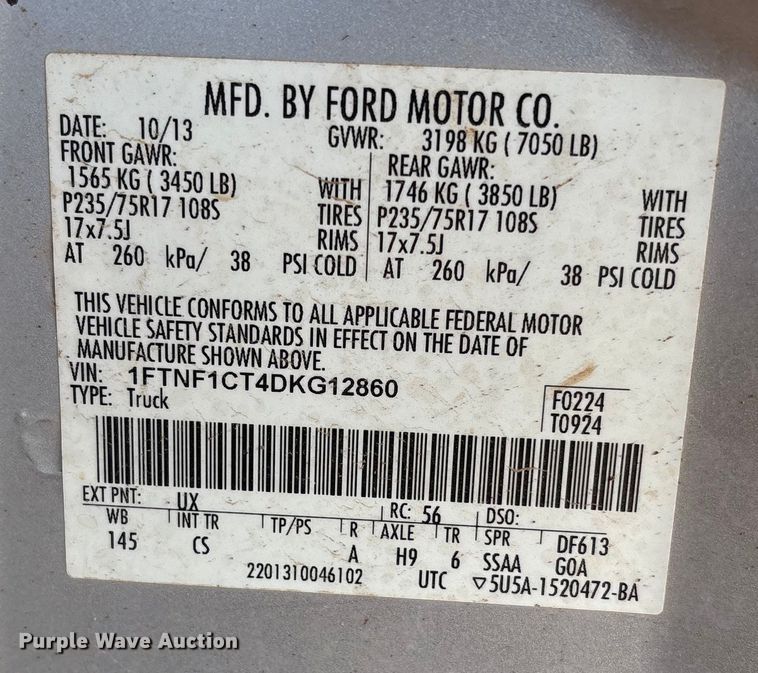 MFD. BY FORD MOTOR CO.
DATE: 10/13 GVWR: 3198 KG ( 7050 LB)
FRONT GAWR: REAR GAWR:
1565 KG ( 3450 LB) WITH 1746 KG ( 3850 LB) WITH
P235/75R17 108S TIRES P235/75R17 108S TIRES
17x7.5J RIMS 17x7.5J RIMS
AT 260 kPa/ 38 PSI COLD AT 260 kPa/ 38 PSI COLD
THIS VEHICLE CONFORMS TO ALL APPLICABLE FEDERAL MOTOR
VEHICLE SAFETY STANDARDS IN EFFECT ON THE DATE OF
MANUFACTURE SHOWN ABOVE.
VIN: 1FTNF1CT4DKG12860
TYPE: Truck
F0224
T0924
EXT PNT: UX RC: 56 DSO:
WB INT TR TP/PS R AXLE TR SPR DF613
145 CS A H9 6 SSAA GOA
2201310046102 UTC ▽5U5A-1520472-BA
Purple Wave Auction